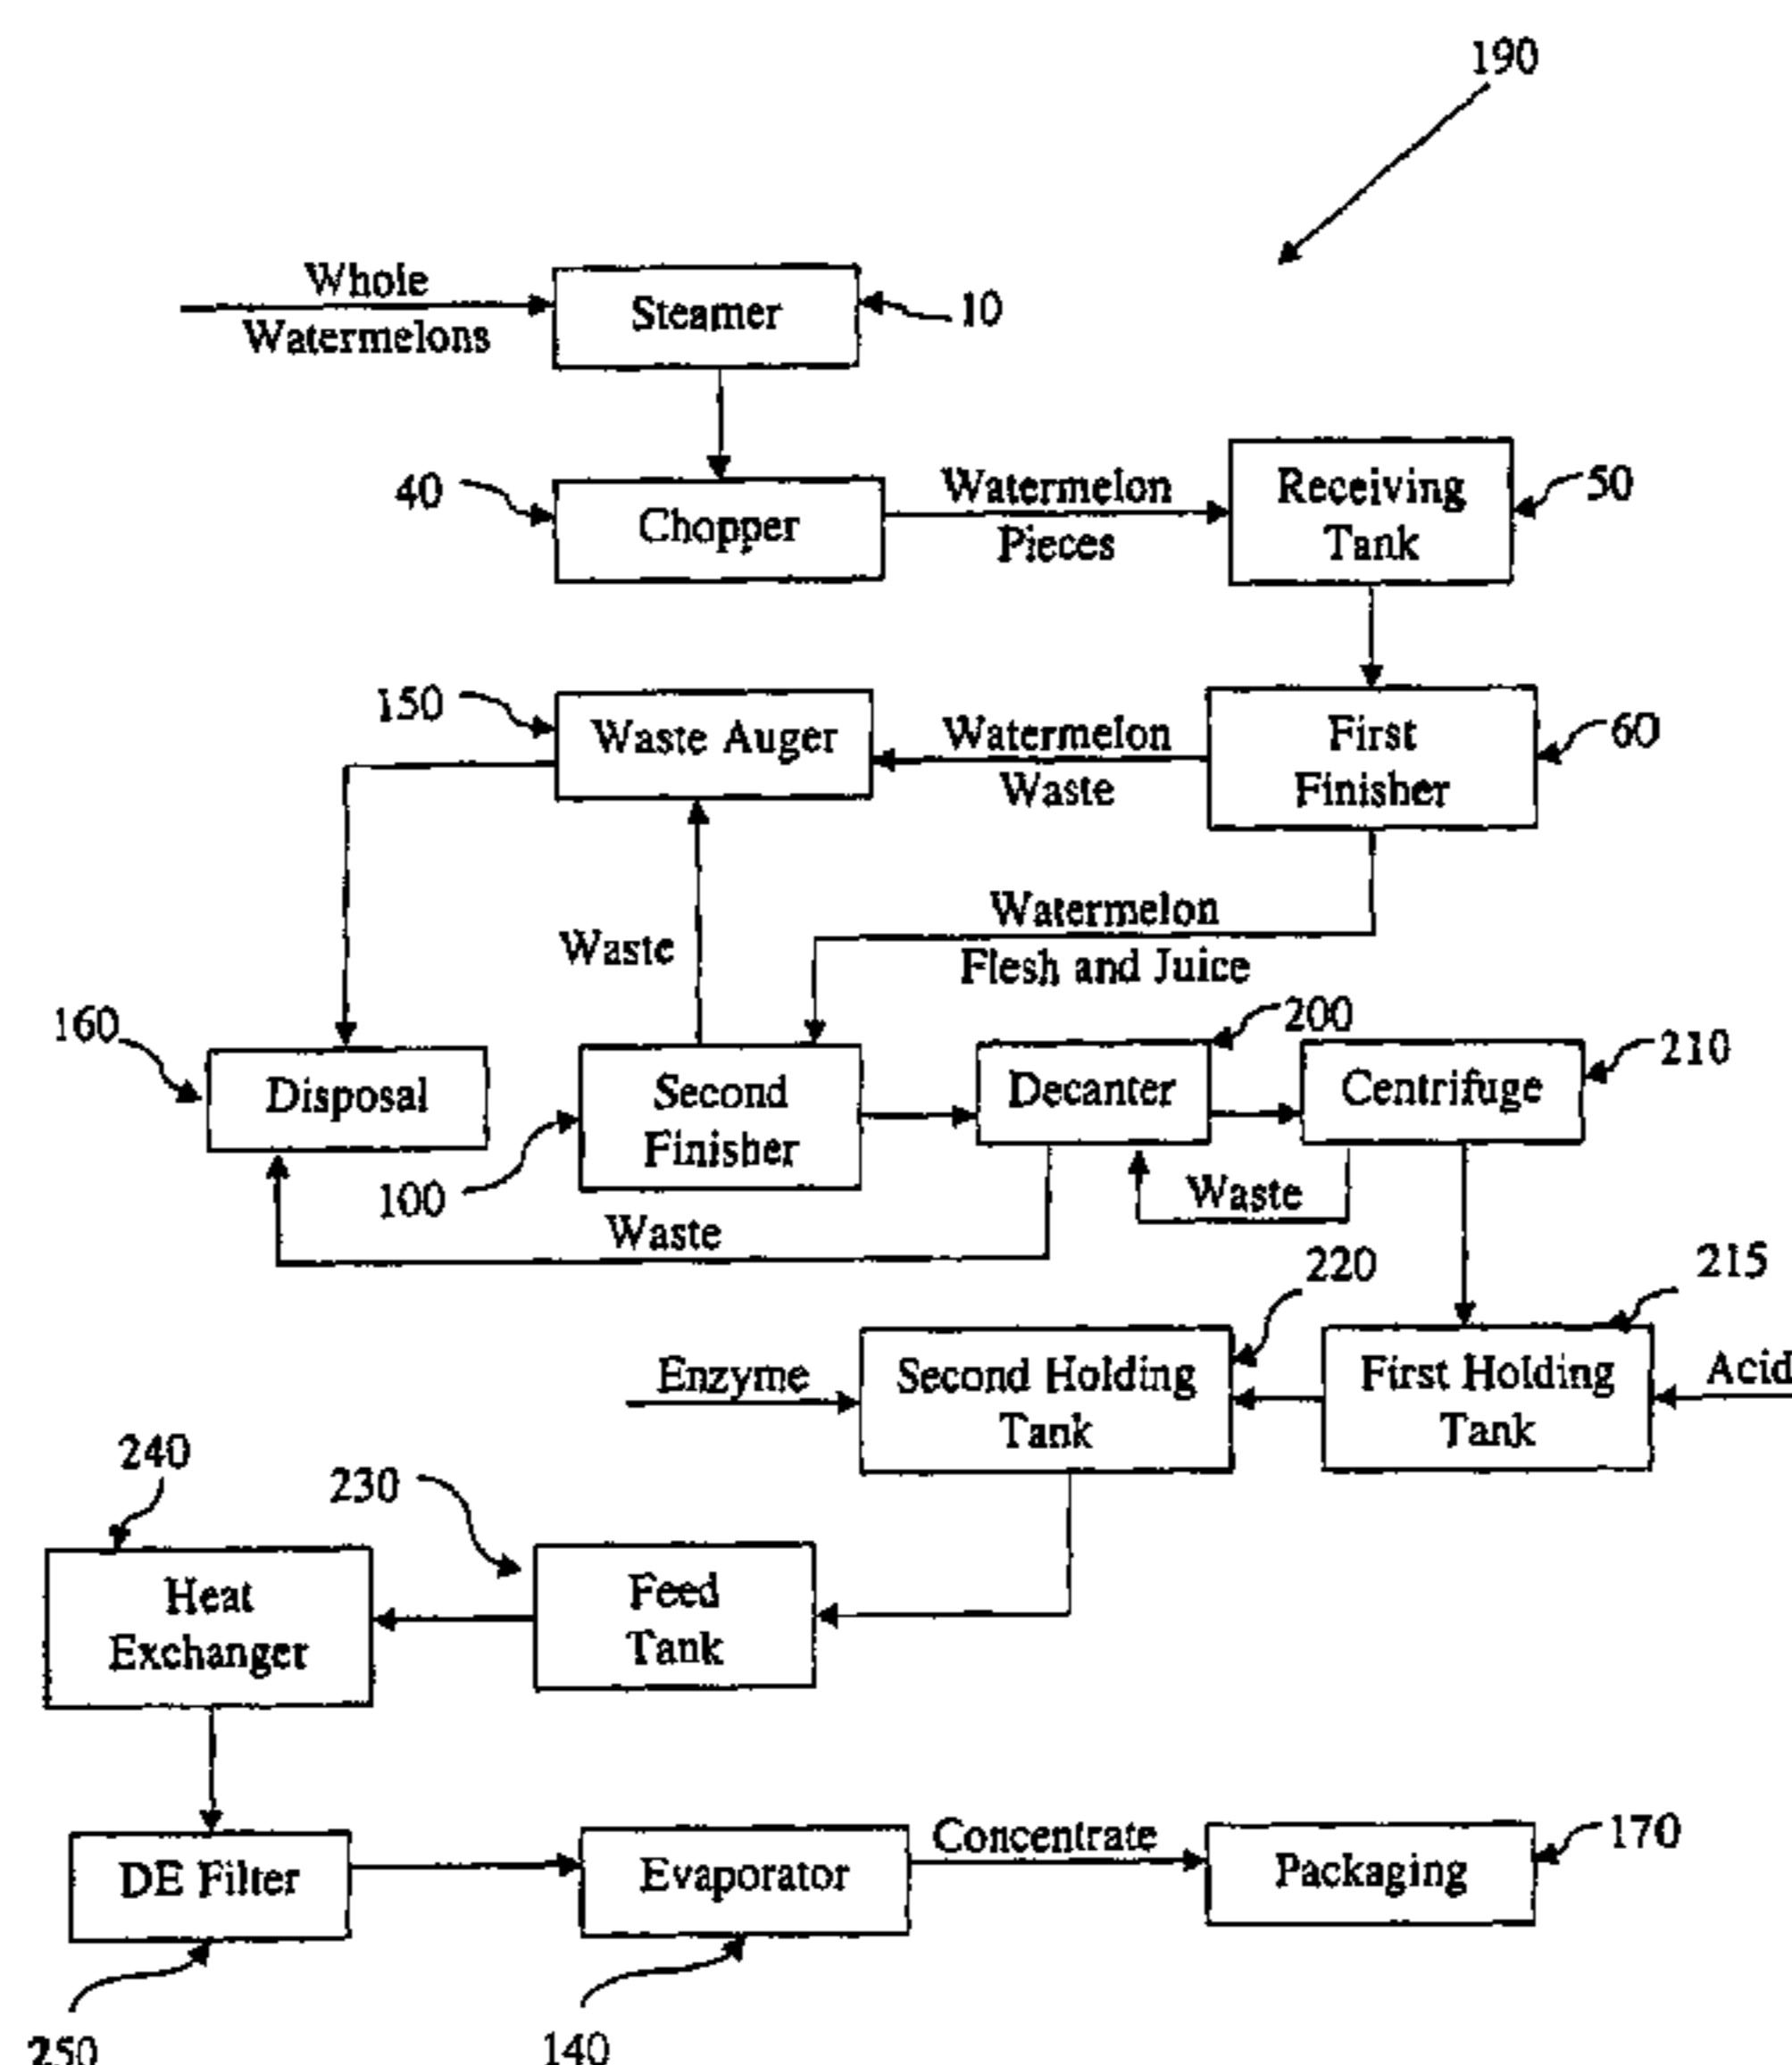 190
Whole
Watermelons
Steamer
10
40
Chopper
Watermelon
Pieces
Receiving
Tank
50
150
Waste Auger
Watermelon
Waste
First
Finisher
60
Waste
Watermelon
Flesh and Juice
160
Disposal
Second
Finisher
100
Decanter
200
Centrifuge
210
Waste
Waste
220
215
Enzyme
Second Holding
Tank
First Holding
Tank
Acid
240
230
Heat
Exchanger
Feed
Tank
DE Filter
Evaporator
Concentrate
Packaging
170
250
140